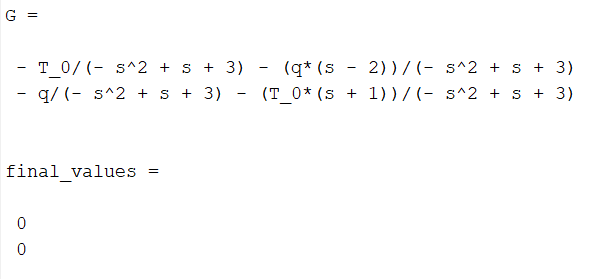 G =
- T_0/(- s^2 + s + 3) - (q*(s - 2))/(- s^2 + s + 3)
- q/(- s^2 + s + 3) - (T_0*(s + 1))/(- s^2 + s + 3)
final_values =
0
0